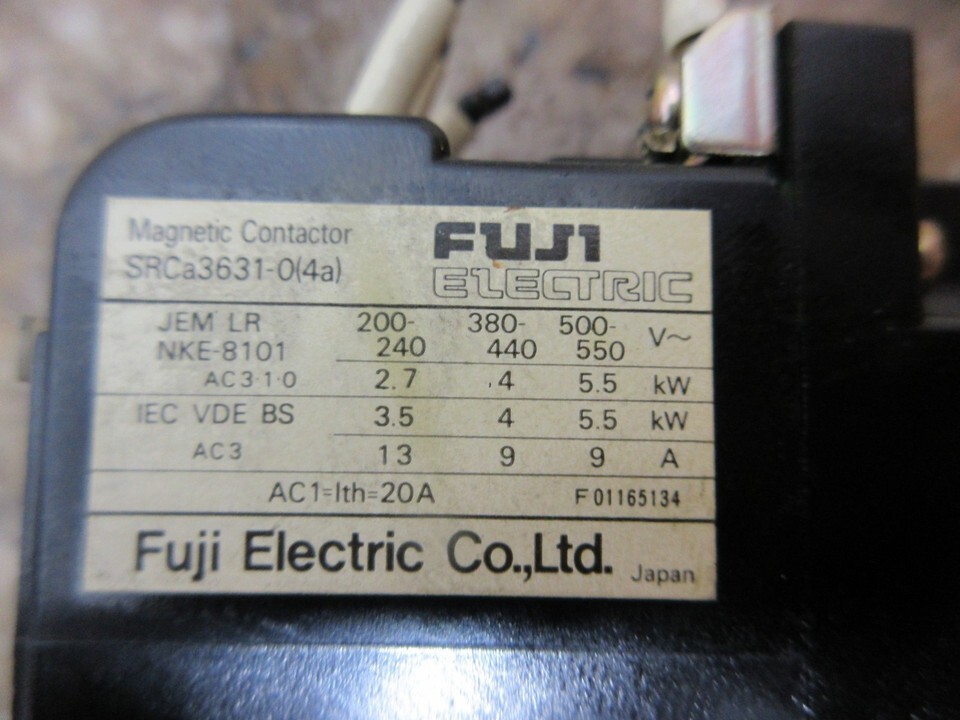 Magnetic Contactor
SRCa3631-0(4a)
FUJI
ELECTRIC
JEM LR 200- 380- 500- V~
NKE-8101 240 440 550
AC3·1·0 2.7 4 5.5 kW
IEC VDE BS 3.5 4 5.5 kW
AC3 13 9 9 A
AC1=Ith=20A F01165134
Fuji Electric Co.,Ltd. Japan